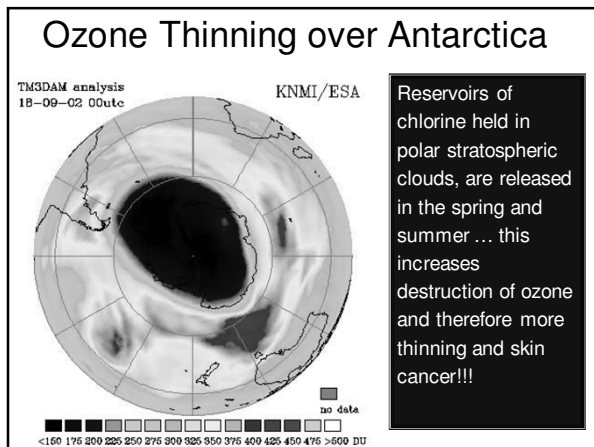 Ozone Thinning over Antarctica
TM3DAM analysis
18-09-02 00utc
KNMI/ESA
Reservoirs of
chlorine held in
polar stratospheric
clouds, are released
in the spring and
summer … this
increases
destruction of ozone
and therefore more
thinning and skin
cancer!!!
no data
<150 175 200 225 250 275 300 325 350 375 400 425 450 475 >500 DU